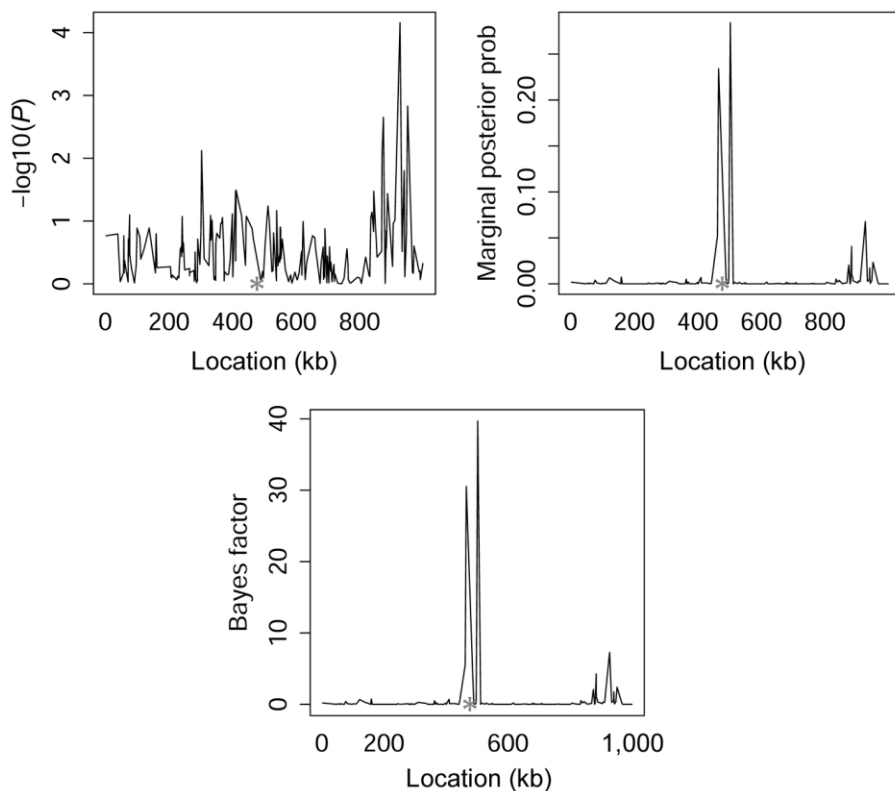 −log10(P)
4
3
2
1
0
*
0 200 400 600 800
Location (kb)
Marginal posterior prob
0.20
0.10
0.00
*
0 200 400 600 800
Location (kb)
Bayes factor
40
30
20
10
0
*
0 200 600 1,000
Location (kb)